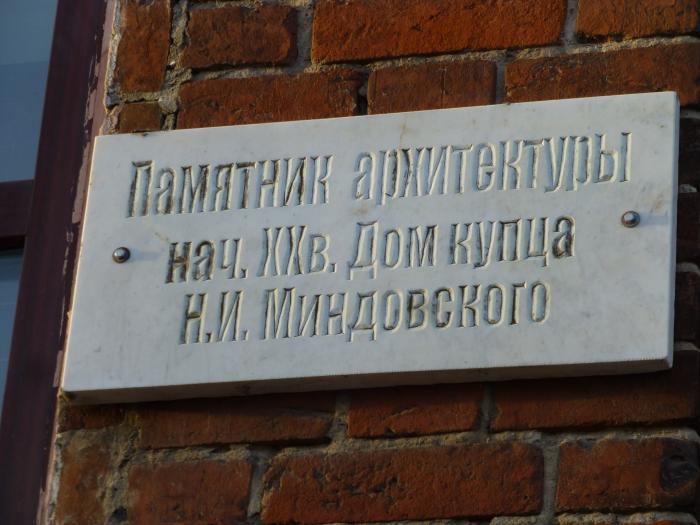 Памятник архитектуры
нач. XXв. Дом купца
Н.И. Миндовского